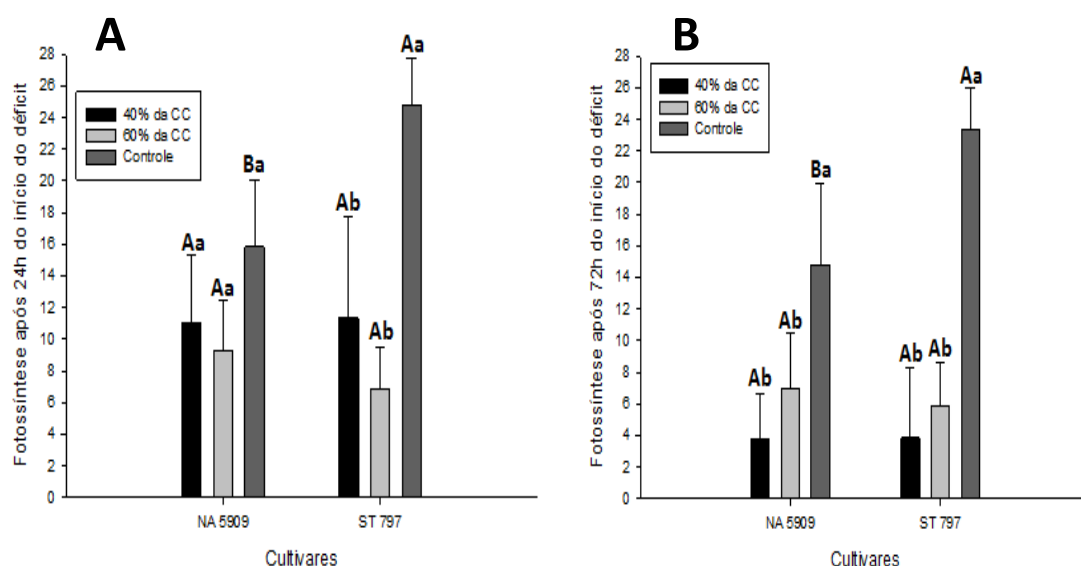 A
Fotossíntese após 24h do início do déficit
28
26
24
22
20
18
16
14
12
10
8
6
4
2
0
40% da CC
60% da CC
Controle
Aa
Aa
Ba
Ab
Ab
Aa
NA 5909
ST 797
Cultivares
B
Fotossíntese após 72h do início do déficit
28
26
24
22
20
18
16
14
12
10
8
6
4
2
0
40% da CC
60% da CC
Controle
Ab
Ab
Ba
Ab
Ab
Aa
NA 5909
ST 797
Cultivares